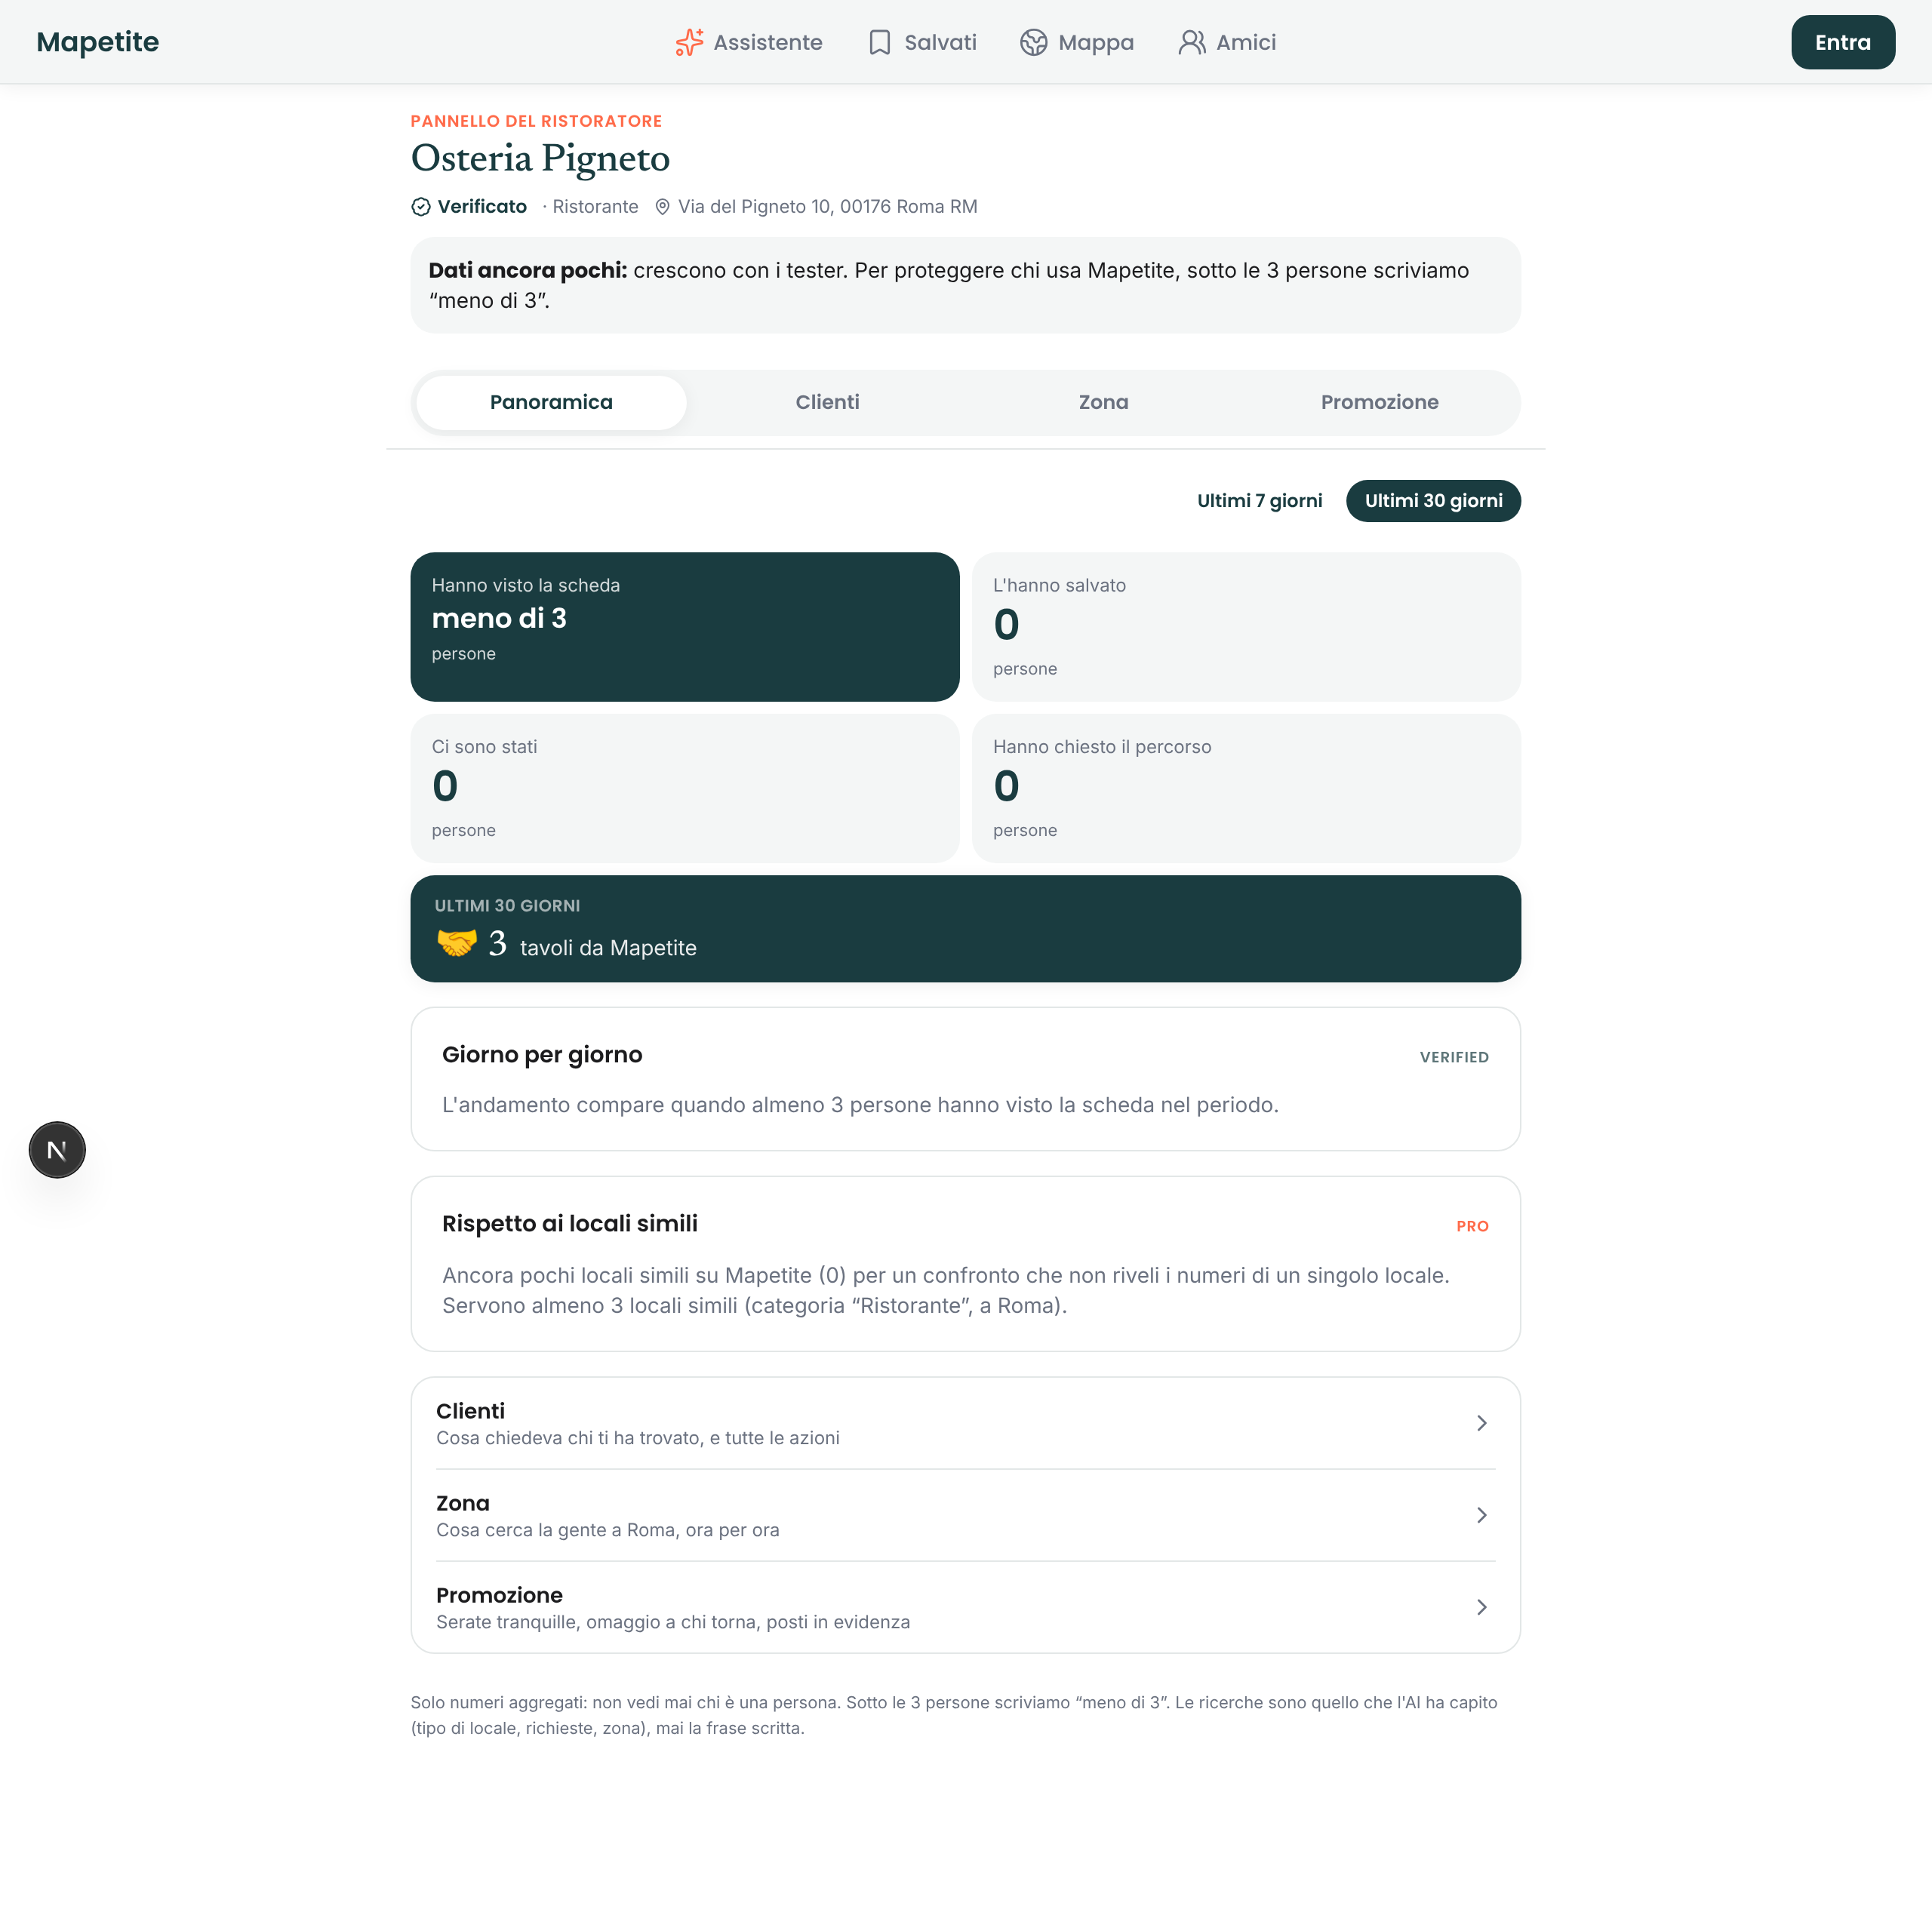 Mapetite
Assistente
Salvati
Mappa
Amici
Entra
PANNELLO DEL RISTORATORE
Osteria Pigneto
Verificato · Ristorante Via del Pigneto 10, 00176 Roma RM
Dati ancora pochi: crescono con i tester. Per proteggere chi usa Mapetite, sotto le 3 persone scriviamo
“meno di 3”.
Panoramica
Clienti
Zona
Promozione
Ultimi 7 giorni
Ultimi 30 giorni
Hanno visto la scheda
meno di 3
persone
L'hanno salvato
0
persone
Ci sono stati
0
persone
Hanno chiesto il percorso
0
persone
ULTIMI 30 GIORNI
🤝 3 tavoli da Mapetite
Giorno per giorno
VERIFIED
L'andamento compare quando almeno 3 persone hanno visto la scheda nel periodo.
N
Rispetto ai locali simili
PRO
Ancora pochi locali simili su Mapetite (0) per un confronto che non riveli i numeri di un singolo locale.
Servono almeno 3 locali simili (categoria “Ristorante”, a Roma).
Clienti
Cosa chiedeva chi ti ha trovato, e tutte le azioni
Zona
Cosa cerca la gente a Roma, ora per ora
Promozione
Serate tranquille, omaggio a chi torna, posti in evidenza
Solo numeri aggregati: non vedi mai chi è una persona. Sotto le 3 persone scriviamo “meno di 3”. Le ricerche sono quello che l'AI ha capito
(tipo di locale, richieste, zona), mai la frase scritta.